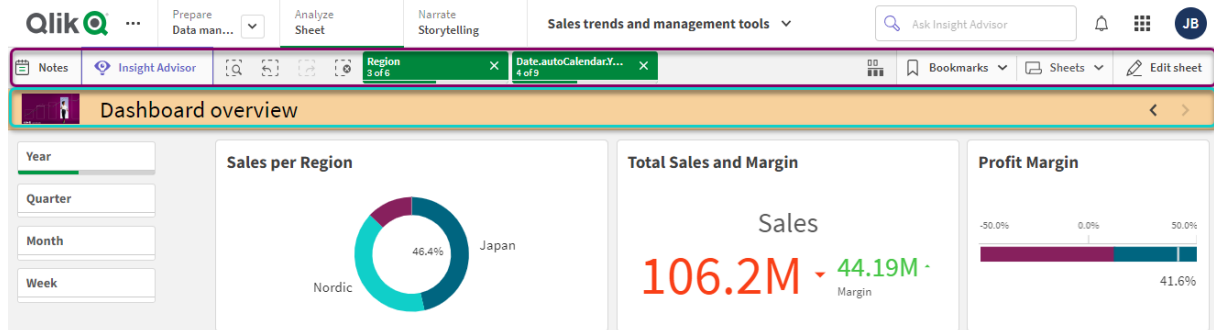 Qlik
Prepare
Data man...
Analyze
Sheet
Narrate
Storytelling
Sales trends and management tools
Ask Insight Advisor
JB
Notes
Insight Advisor
Region
3 of 6
Date.autoCalendar.Y...
4 of 9
Bookmarks
Sheets
Edit sheet
Dashboard overview
Year
Quarter
Month
Week
Sales per Region
46.4%
Japan
Nordic
Total Sales and Margin
Sales
106.2M
44.19M
Margin
Profit Margin
-50.0% 0.0% 50.0%
41.6%